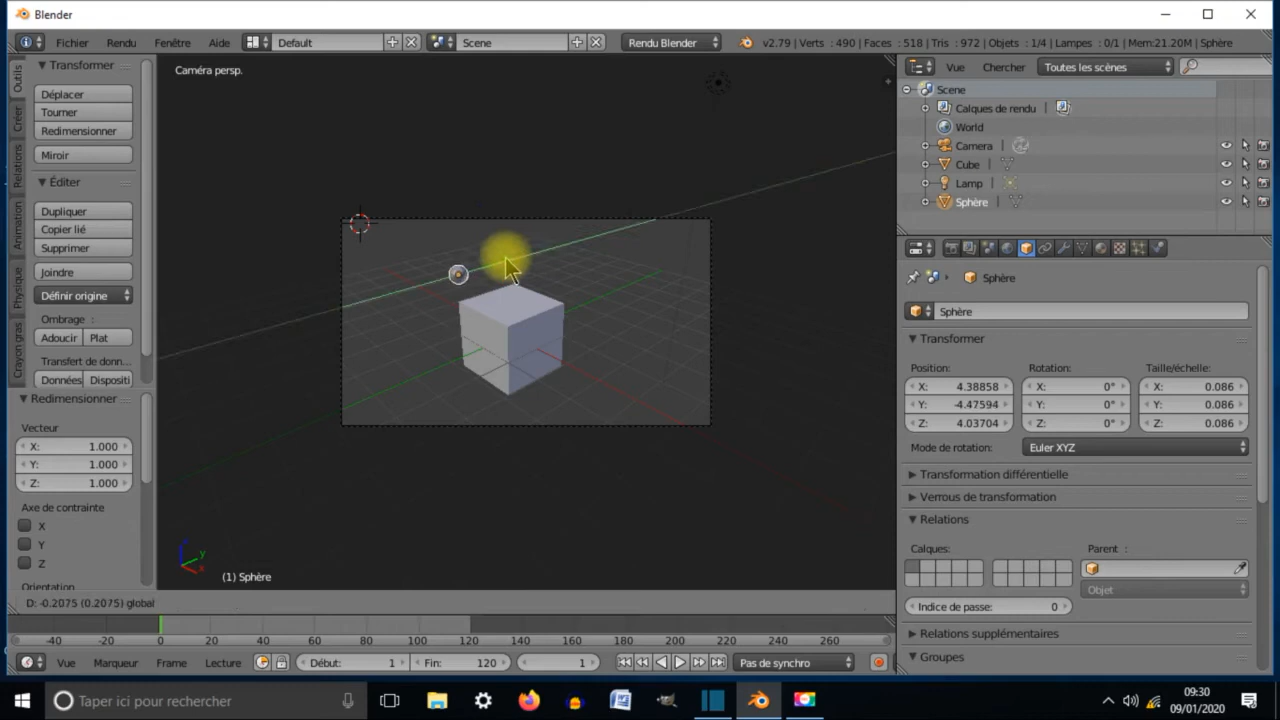 Blender
Fichier Rendu Fenêtre Aide Default Scene Rendu Blender v2.79 | Verts : 490 | Faces : 518 | Tris : 972 | Objets : 1/4 | Lampes : 0/1 | Mem:21.20M | Sphère
Outils
Créer
Relations
Animation
Physique
Crayon gras
Transformer
Déplacer
Tourner
Redimensionner
Miroir
Éditer
Dupliquer
Copier lié
Supprimer
Joindre
Définir origine
Ombrage :
Adoucir Plat
Transfert de donn...
Données Dispositi
Redimensionner
Vecteur
X: 1.000
Y: 1.000
Z: 1.000
Axe de contrainte
X
Y
Z
Orientation
Caméra persp.
(1) Sphère
D: -0.2075 (0.2075) global
Vue Chercher Toutes les scènes
Scene
Calques de rendu
World
Camera
Cube
Lamp
Sphère
Sphère
Sphère
Transformer
Position: Rotation: Taille/échelle:
X: 4.38858 X: 0° X: 0.086
Y: -4.47594 Y: 0° Y: 0.086
Z: 4.03704 Z: 0° Z: 0.086
Mode de rotation: Euler XYZ
Transformation différentielle
Verrous de transformation
Relations
Calques: Parent :
Objet
Indice de passe: 0
Relations supplémentaires
Groupes
-40 -20 0 20 40 60 80 100 120 140 160 180 200 220 240 260
Vue Marqueur Frame Lecture Début: 1 Fin: 120 1 Pas de synchro
Taper ici pour rechercher
09:30
09/01/2020